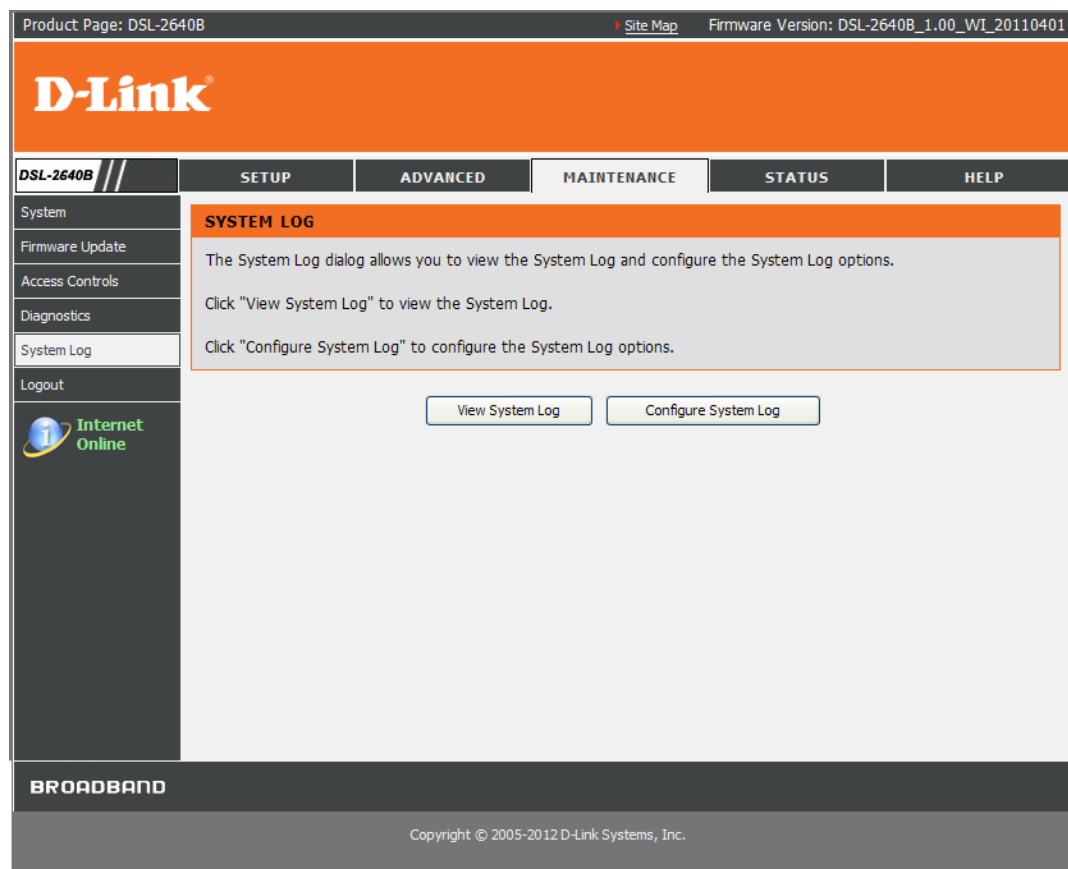 Product Page: DSL-2640B Site Map Firmware Version: DSL-2640B_1.00_WI_20110401
D-Link®
DSL-2640B SETUP ADVANCED MAINTENANCE STATUS HELP
System
Firmware Update
Access Controls
Diagnostics
System Log
Logout
Internet
Online
SYSTEM LOG
The System Log dialog allows you to view the System Log and configure the System Log options.
Click "View System Log" to view the System Log.
Click "Configure System Log" to configure the System Log options.
View System Log Configure System Log
BROADBAND
Copyright © 2005-2012 D-Link Systems, Inc.